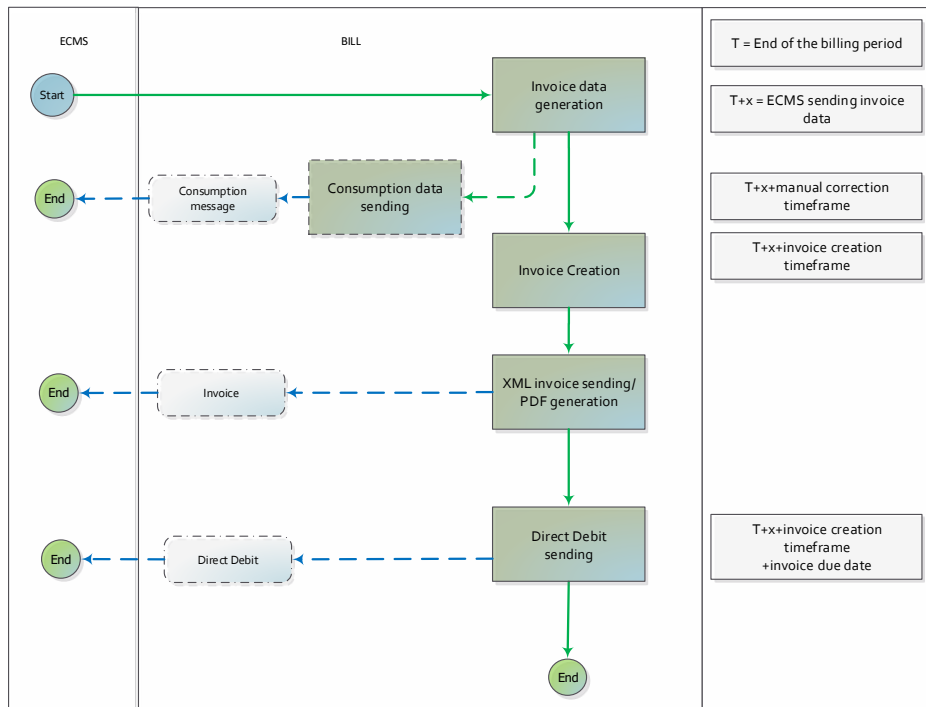 ECMS
BILL
T = End of the billing period
Start
Invoice data
generation
T+x = ECMS sending invoice
data
End
Consumption
message
Consumption data
sending
T+x+manual correction
timeframe
Invoice Creation
T+x+invoice creation
timeframe
End
Invoice
XML invoice sending/
PDF generation
End
Direct Debit
Direct Debit
sending
T+x+invoice creation
timeframe
+invoice due date
End